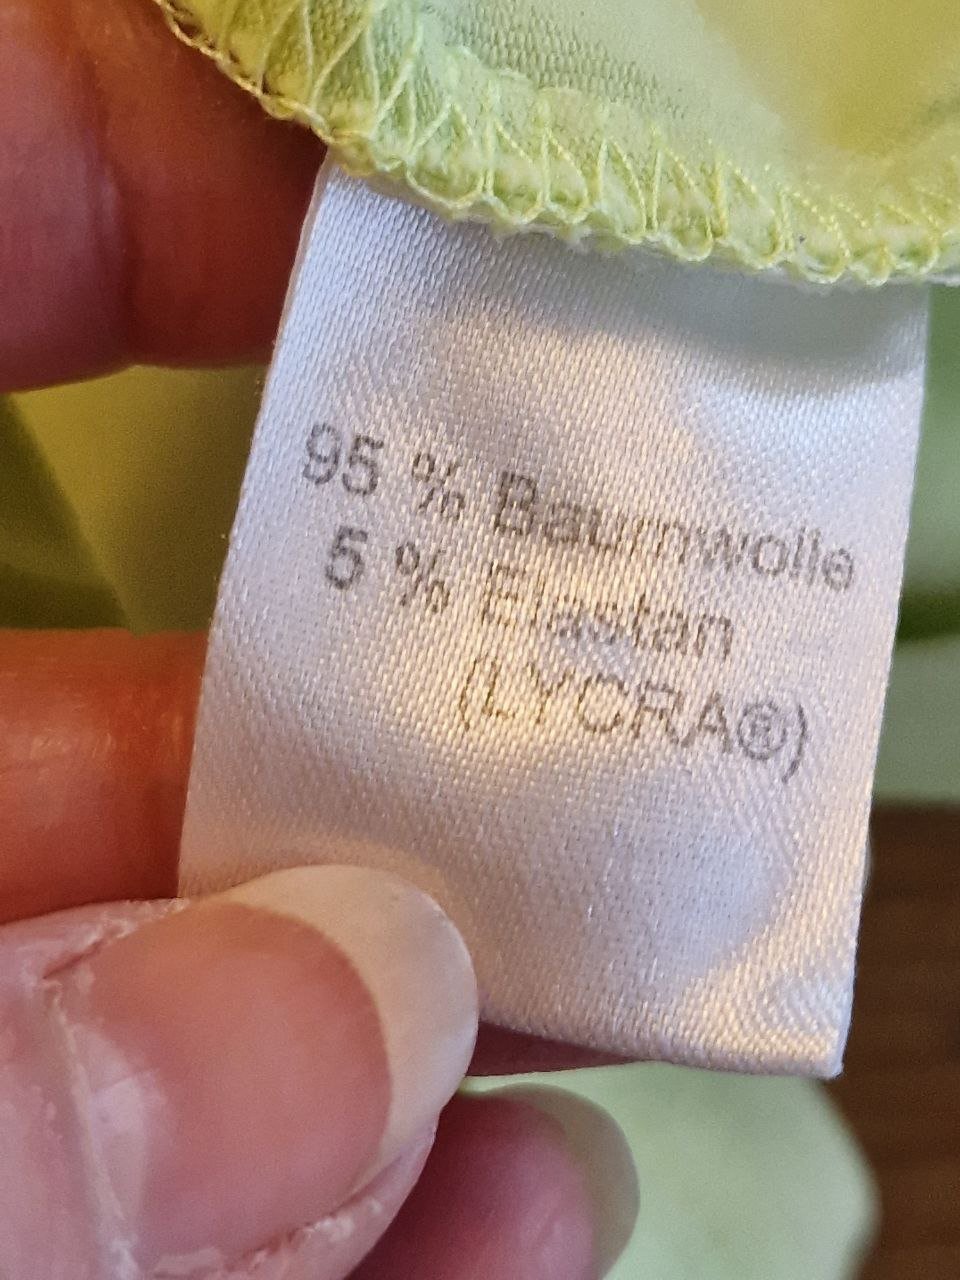 95 % Baumwolle
5 % Elastan
(LYCRA®)